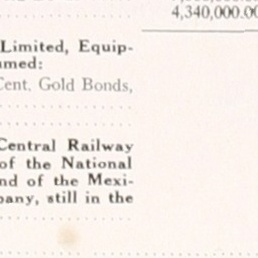 4,340,000.00
Limited, Equip-
umed:
Cent, Gold Bonds,
Central Railway
of the National
nd of the Mexi-
pany, still in the